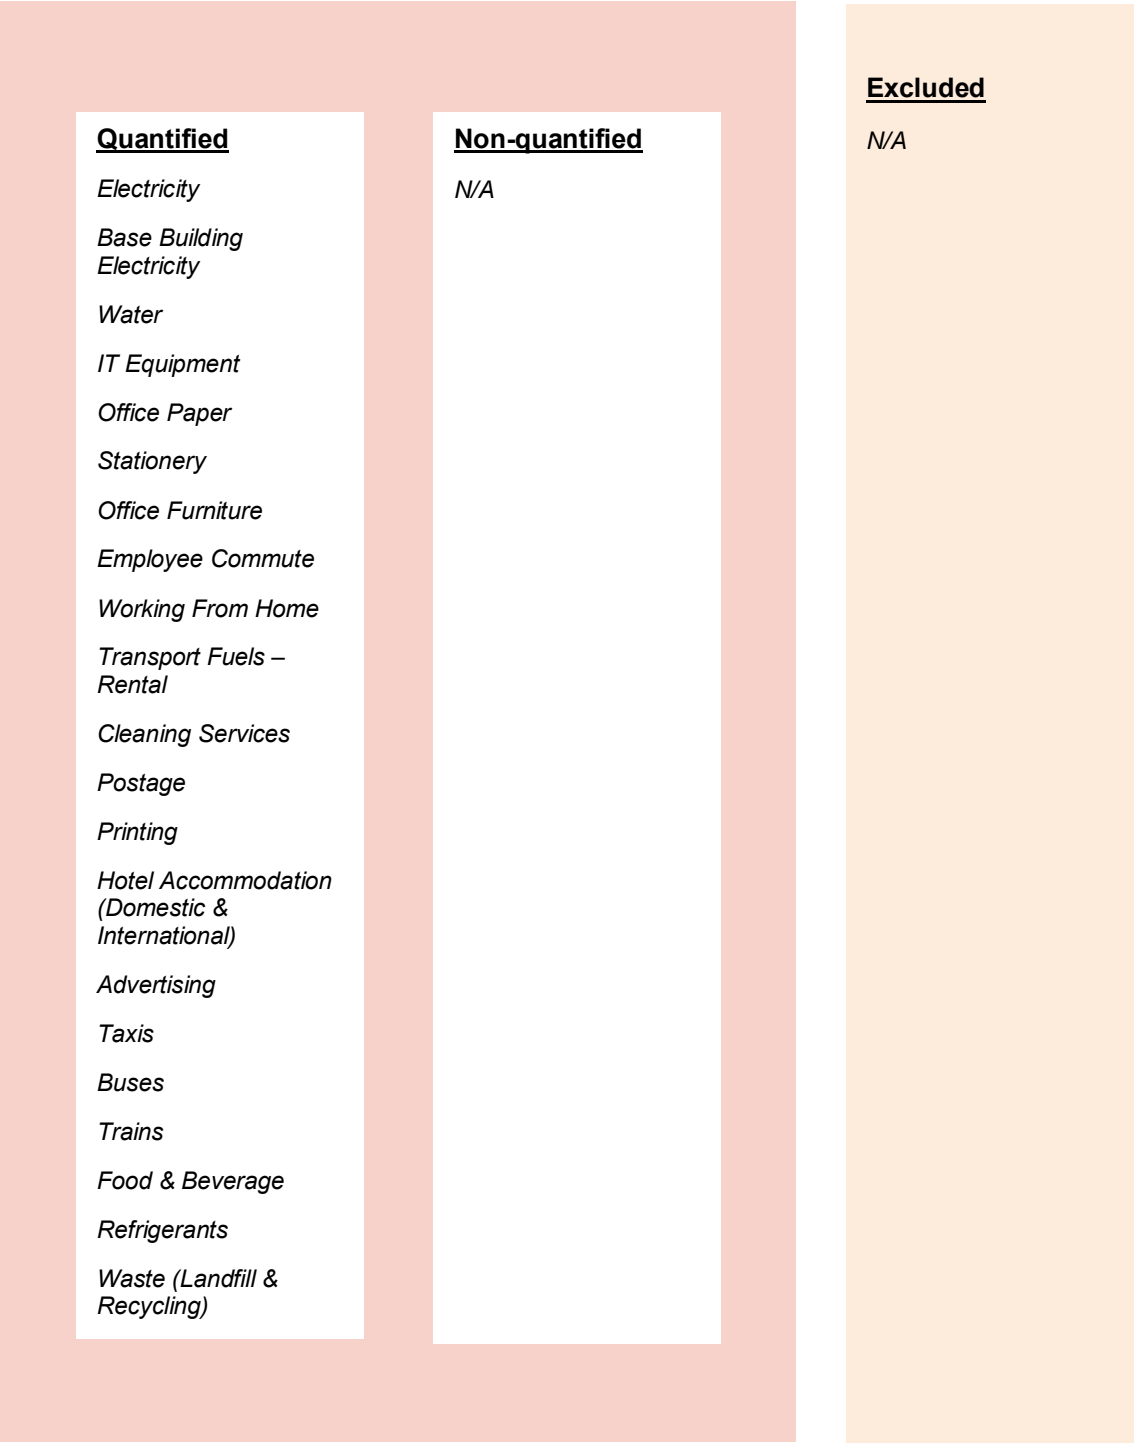 Quantified
Electricity
Base Building
Electricity
Water
IT Equipment
Office Paper
Stationery
Office Furniture
Employee Commute
Working From Home
Transport Fuels –
Rental
Cleaning Services
Postage
Printing
Hotel Accommodation
(Domestic &
International)
Advertising
Taxis
Buses
Trains
Food & Beverage
Refrigerants
Waste (Landfill &
Recycling)
Non-quantified
N/A
Excluded
N/A